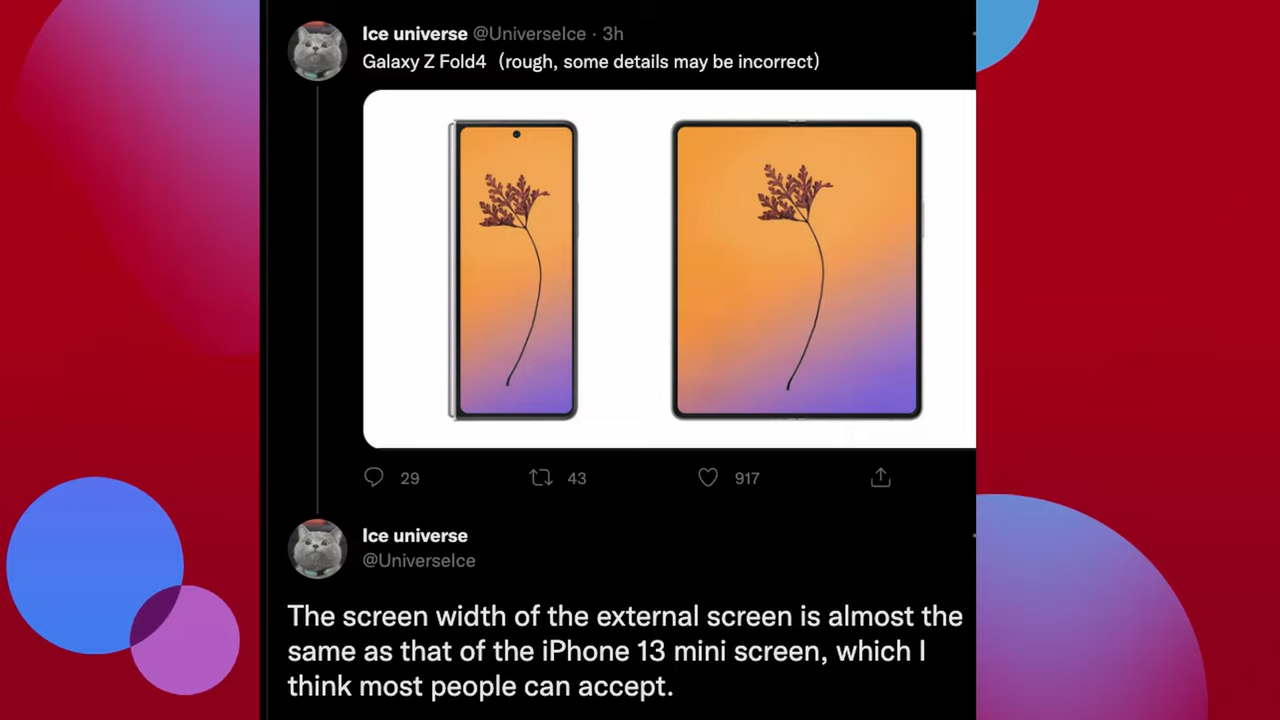 Ice universe @UniverseIce · 3h
Galaxy Z Fold4（rough, some details may be incorrect）
29 43 917
Ice universe
@UniverseIce
The screen width of the external screen is almost the
same as that of the iPhone 13 mini screen, which I
think most people can accept.